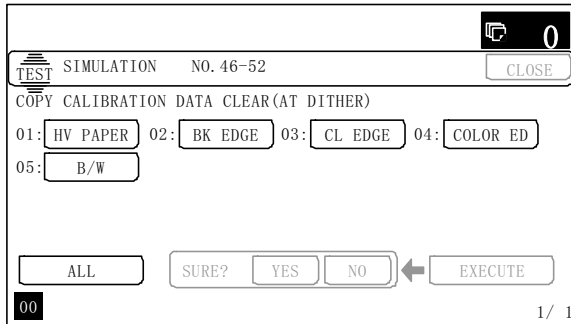 0
TEST SIMULATION NO.46-52 CLOSE
COPY CALIBRATION DATA CLEAR(AT DITHER)
01: HV PAPER 02: BK EDGE 03: CL EDGE 04: COLOR ED
05: B/W
ALL SURE? YES NO EXECUTE
00 1/ 1